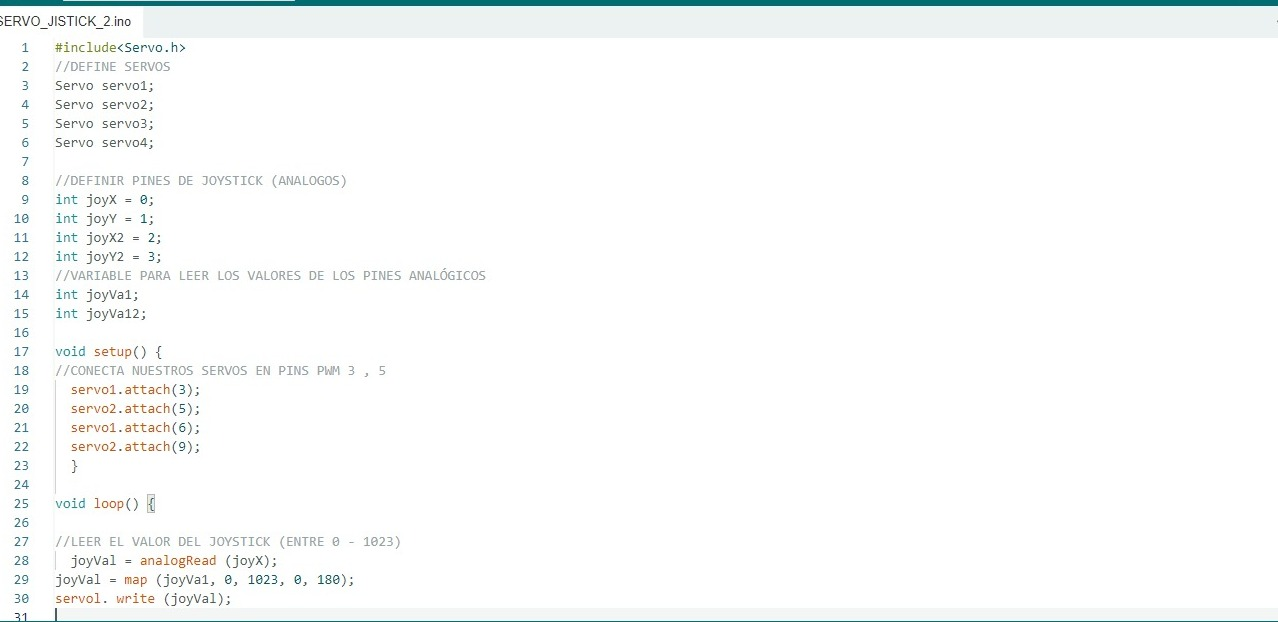 SERVO_JISTICK_2.ino
1 #include<Servo.h>
2 //DEFINE SERVOS
3 Servo servo1;
4 Servo servo2;
5 Servo servo3;
6 Servo servo4;
7
8 //DEFINIR PINES DE JOYSTICK (ANALOGOS)
9 int joyX = 0;
10 int joyY = 1;
11 int joyX2 = 2;
12 int joyY2 = 3;
13 //VARIABLE PARA LEER LOS VALORES DE LOS PINES ANALÓGICOS
14 int joyVa1;
15 int joyVa12;
16
17 void setup() {
18 //CONECTA NUESTROS SERVOS EN PINS PWM 3 , 5
19 servo1.attach(3);
20 servo2.attach(5);
21 servo1.attach(6);
22 servo2.attach(9);
23 }
24
25 void loop() {
26
27 //LEER EL VALOR DEL JOYSTICK (ENTRE 0 - 1023)
28 joyVal = analogRead (joyX);
29 joyVal = map (joyVa1, 0, 1023, 0, 180);
30 servol. write (joyVal);
31